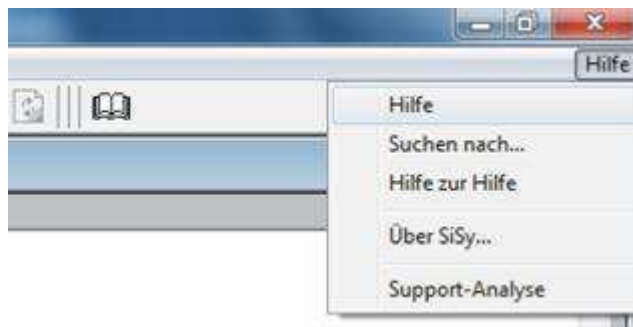 Hilfe
Hilfe
Suchen nach...
Hilfe zur Hilfe
Über SiSy...
Support-Analyse